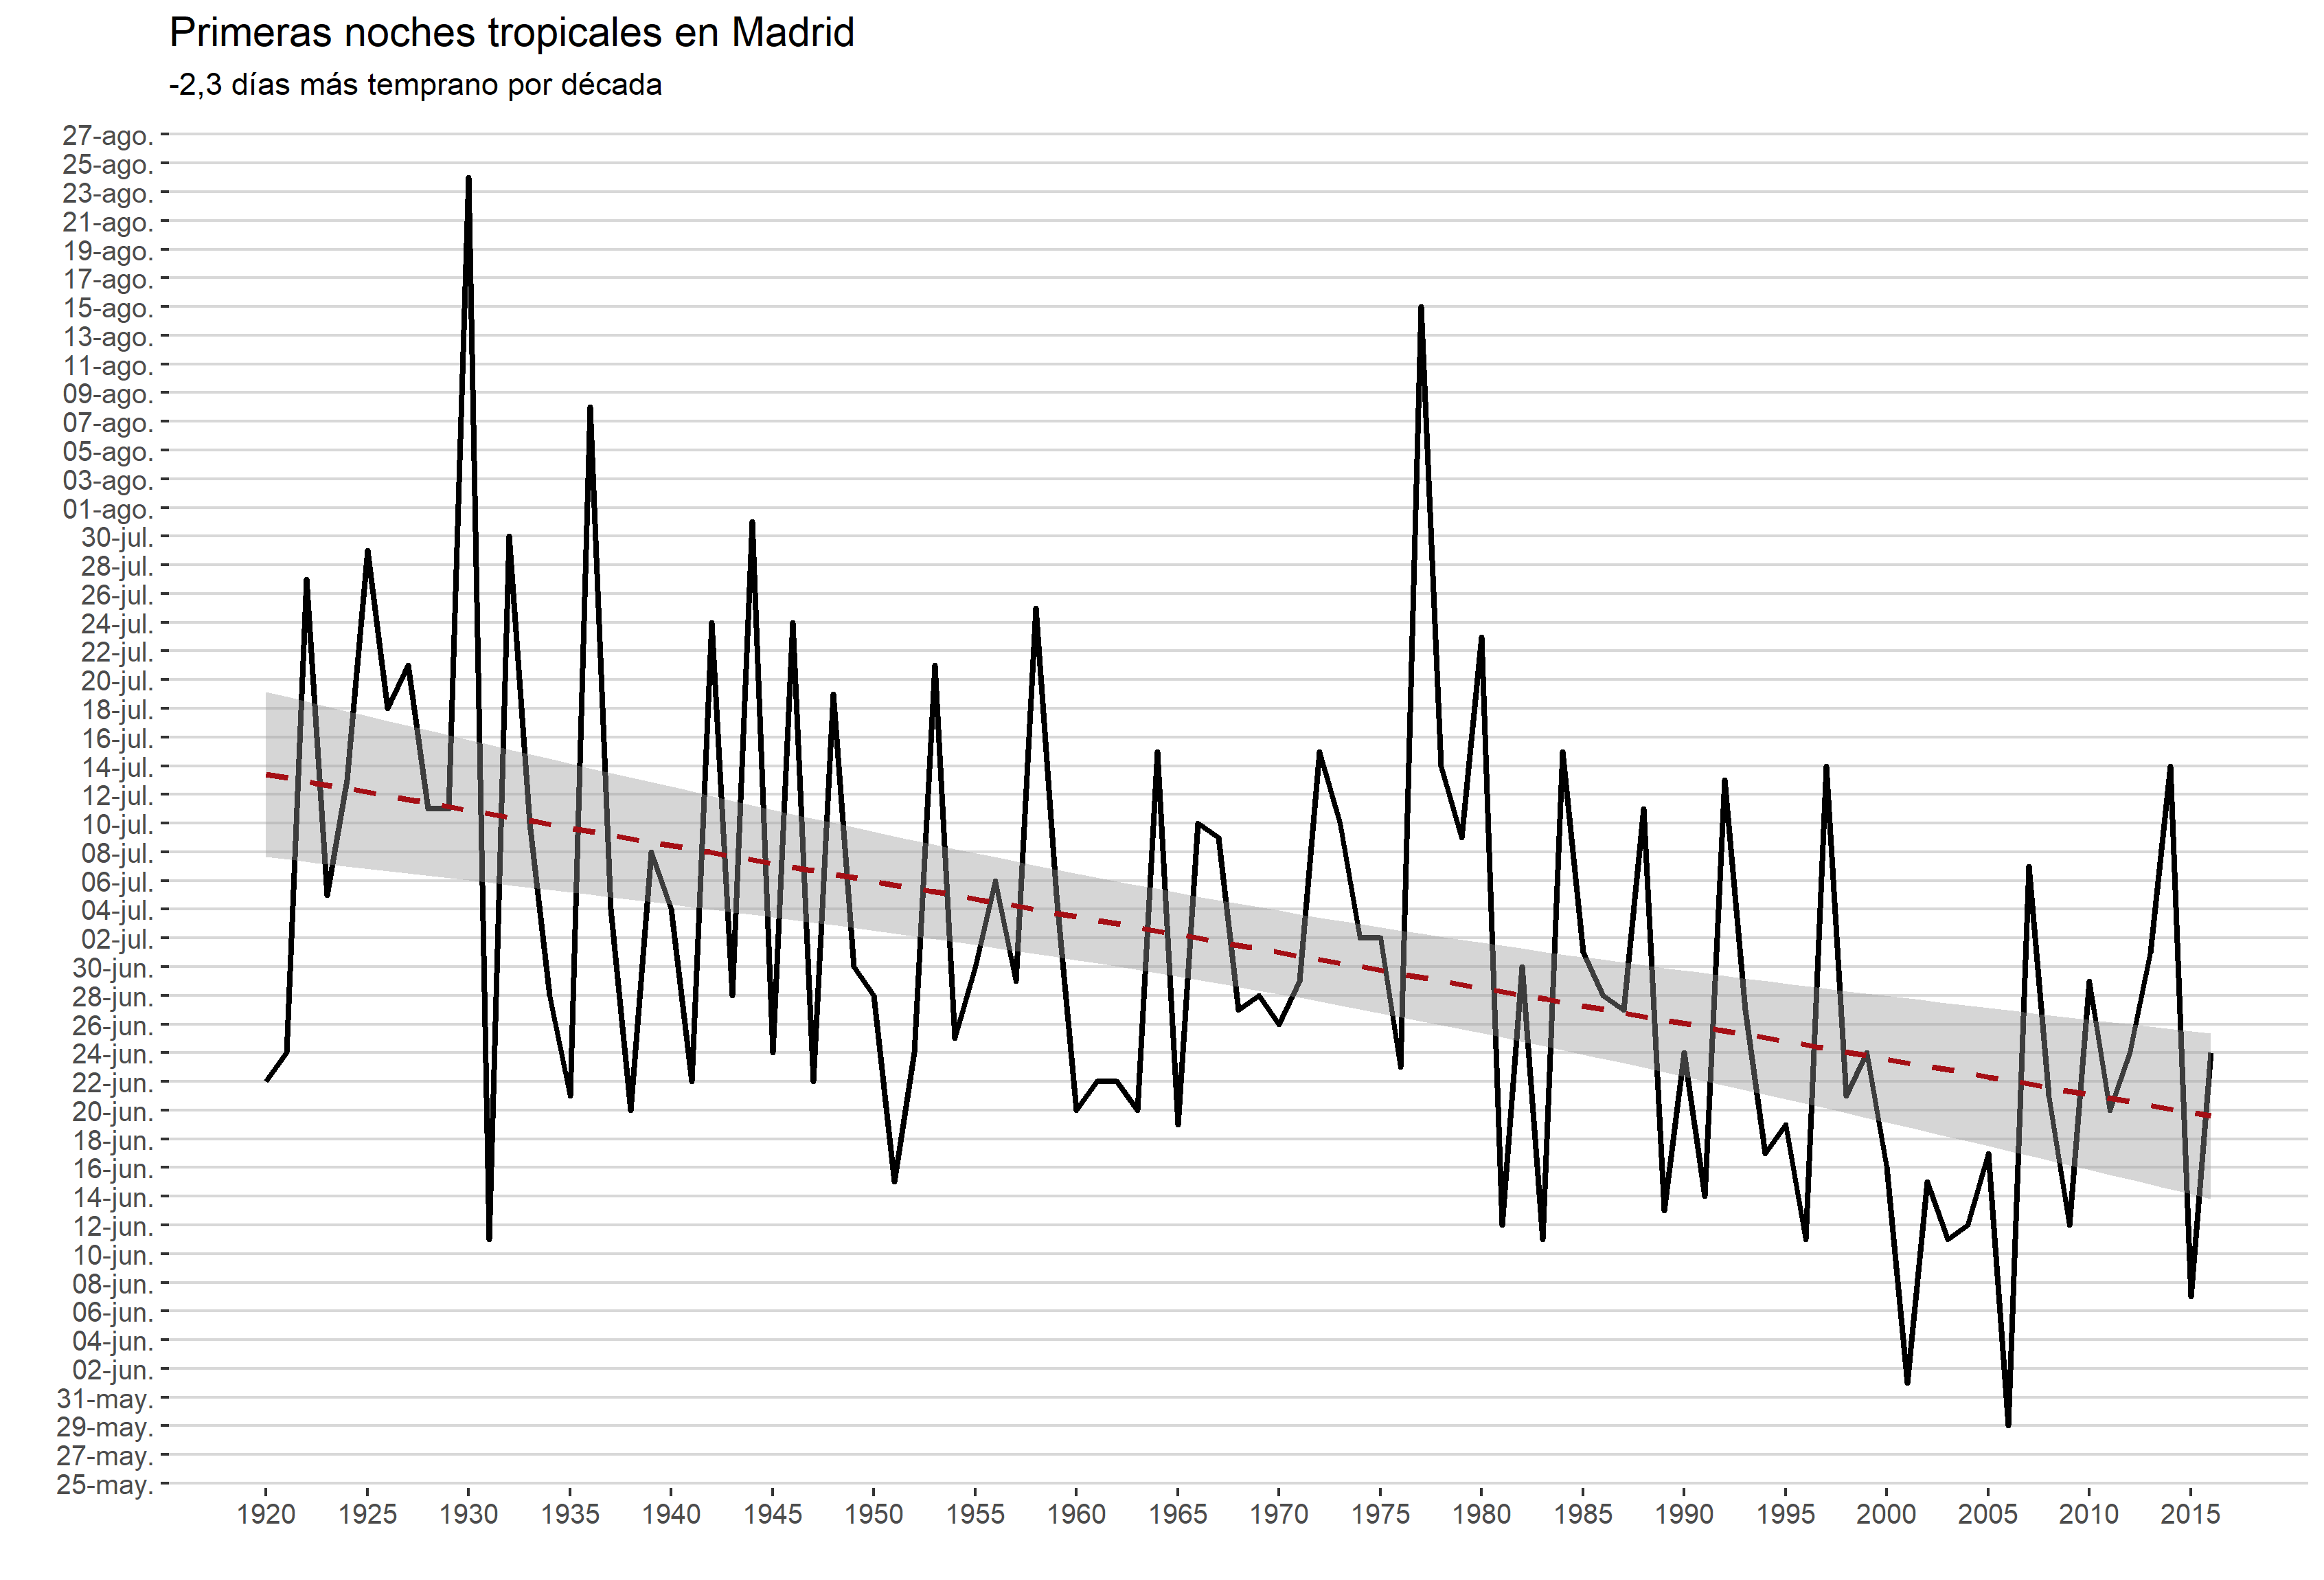 Primeras noches tropicales en Madrid
-2,3 días más temprano por década
27-ago.
25-ago.
23-ago.
21-ago.
19-ago.
17-ago.
15-ago.
13-ago.
11-ago.
09-ago.
07-ago.
05-ago.
03-ago.
01-ago.
30-jul.
28-jul.
26-jul.
24-jul.
22-jul.
20-jul.
18-jul.
16-jul.
14-jul.
12-jul.
10-jul.
08-jul.
06-jul.
04-jul.
02-jul.
30-jun.
28-jun.
26-jun.
24-jun.
22-jun.
20-jun.
18-jun.
16-jun.
14-jun.
12-jun.
10-jun.
08-jun.
06-jun.
04-jun.
02-jun.
31-may.
29-may.
27-may.
25-may.
1920 1925 1930 1935 1940 1945 1950 1955 1960 1965 1970 1975 1980 1985 1990 1995 2000 2005 2010 2015